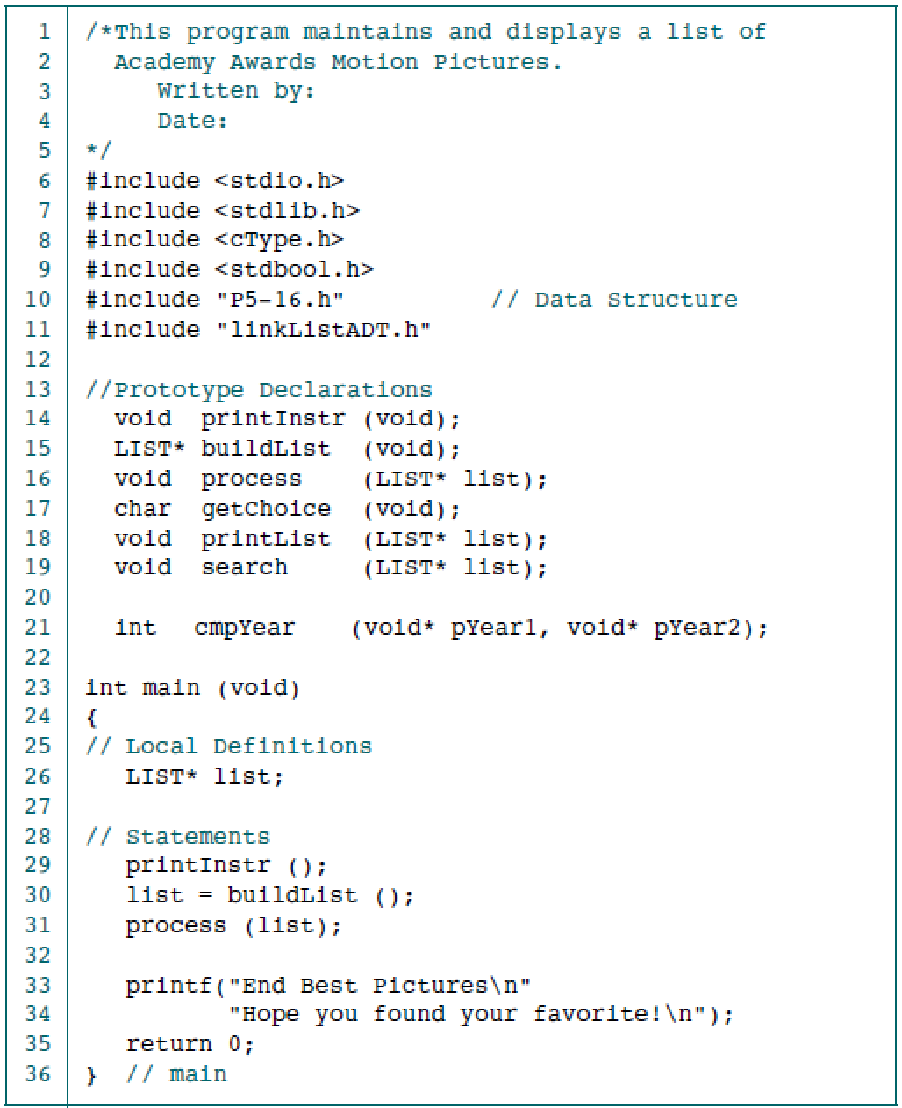 1 /*This program maintains and displays a list of
2 Academy Awards Motion Pictures.
3 Written by:
4 Date:
5 */
6 #include <stdio.h>
7 #include <stdlib.h>
8 #include <cType.h>
9 #include <stdbool.h>
10 #include "P5-16.h" // Data Structure
11 #include "linkListADT.h"
12
13 //Prototype Declarations
14 void printInstr (void);
15 LIST* buildList (void);
16 void process (LIST* list);
17 char getChoice (void);
18 void printList (LIST* list);
19 void search (LIST* list);
20
21 int cmpYear (void* pYear1, void* pYear2);
22
23 int main (void)
24 {
25 // Local Definitions
26 LIST* list;
27
28 // Statements
29 printInstr ();
30 list = buildList ();
31 process (list);
32
33 printf("End Best Pictures\n"
34 "Hope you found your favorite!\n");
35 return 0;
36 } // main